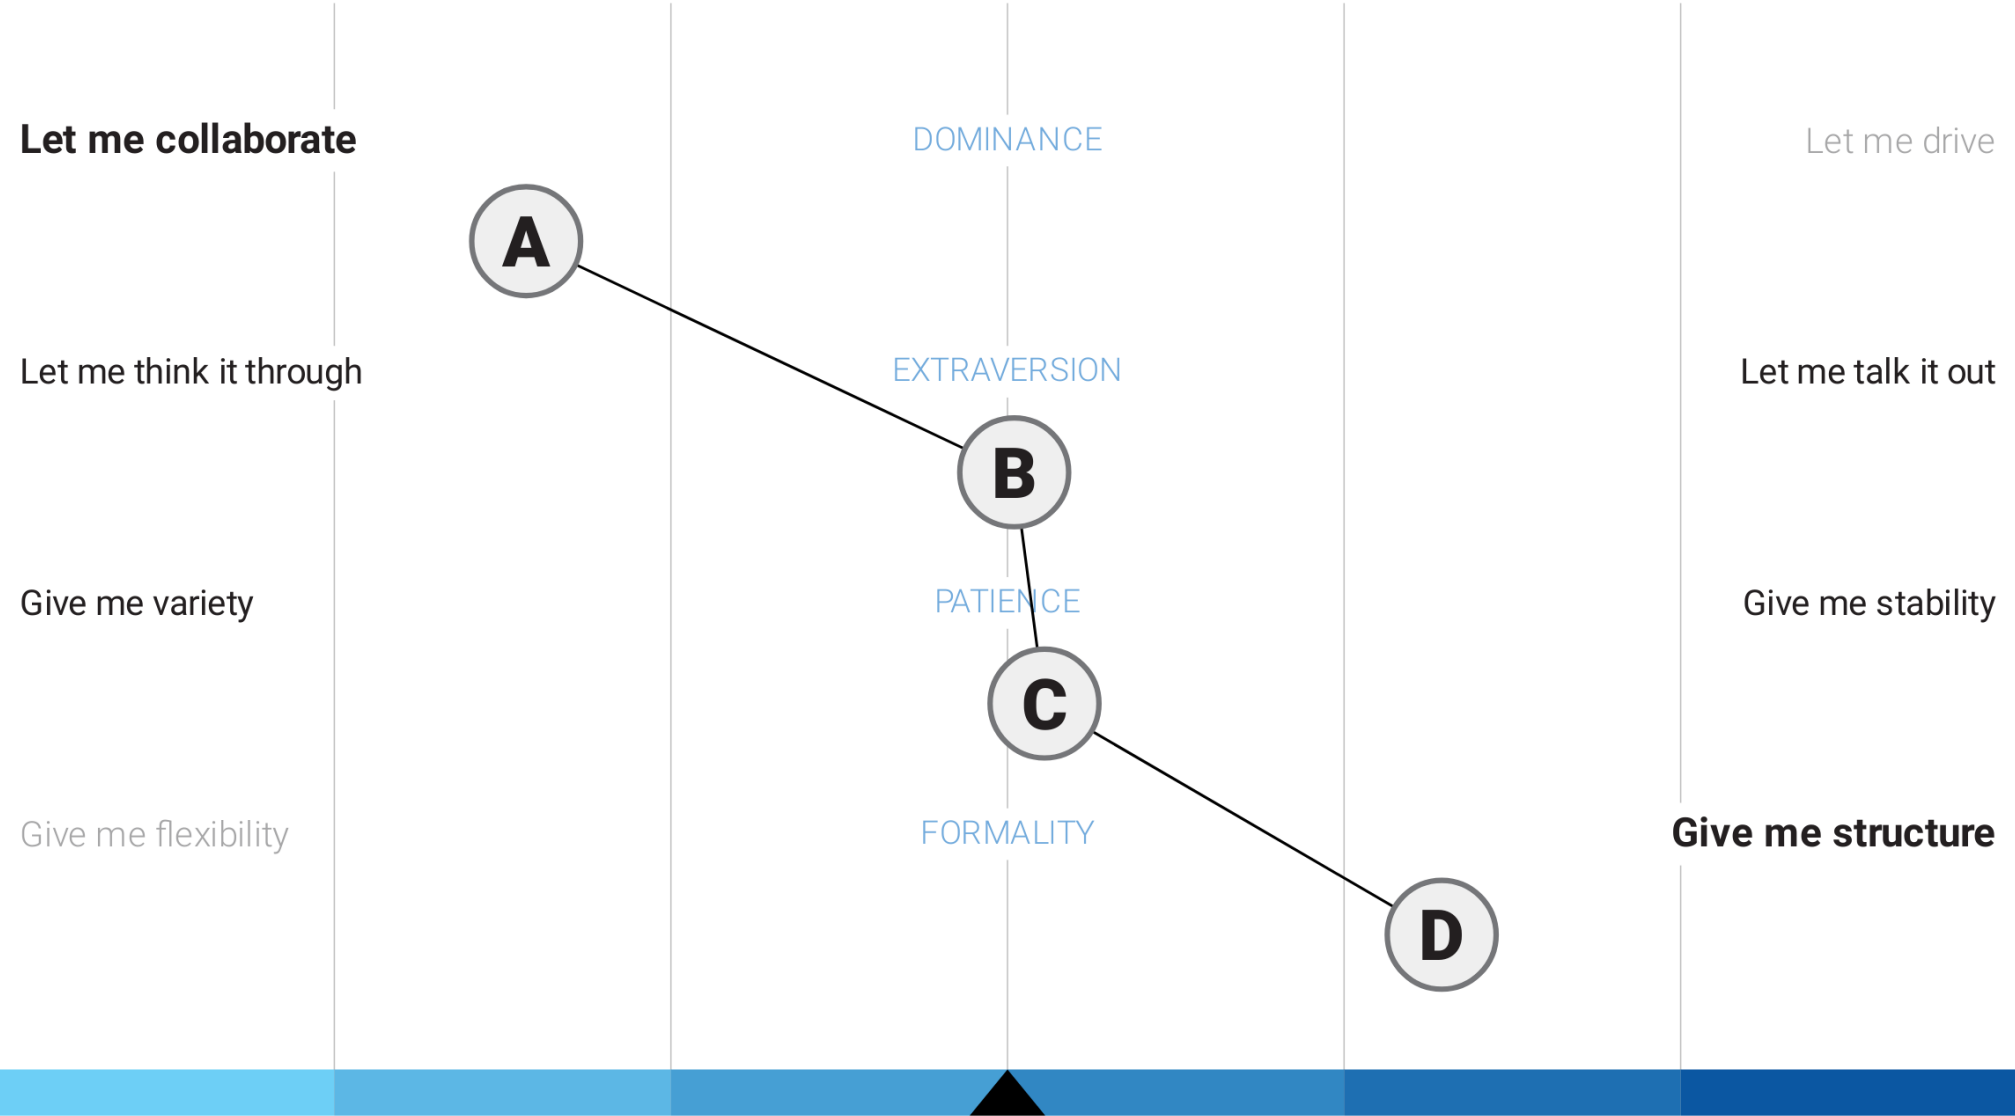 Let me collaborate
DOMINANCE
Let me drive
A
Let me think it through
EXTRAVERSION
Let me talk it out
B
Give me variety
PATIENCE
Give me stability
C
Give me flexibility
FORMALITY
Give me structure
D